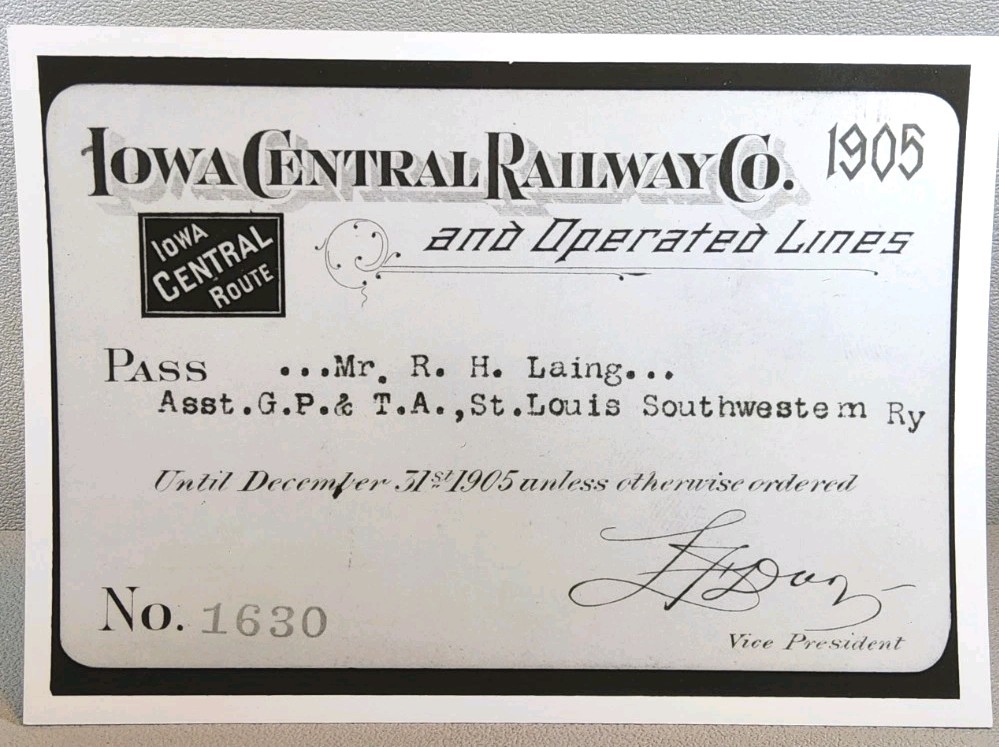 IOWA CENTRAL RAILWAY CO. 1905
and Operated Lines
IOWA
CENTRAL
ROUTE
PASS ...Mr. R. H. Laing...
Asst.G.P.& T.A.,St.Louis Southwestern Ry
Until December 31st 1905 unless otherwise ordered
No. 1630
Vice President